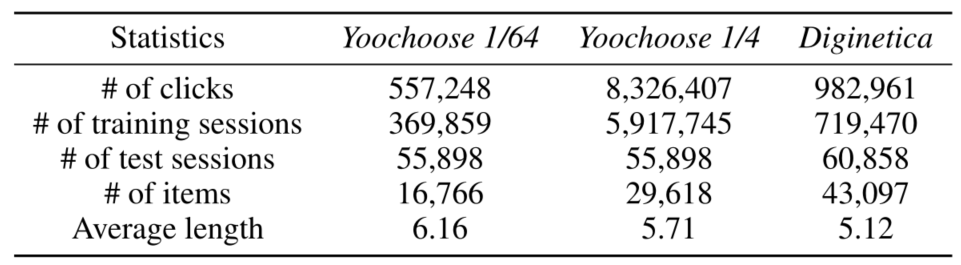 Statistics Yoochoose 1/64 Yoochoose 1/4 Diginetica
# of clicks 557,248 8,326,407 982,961
# of training sessions 369,859 5,917,745 719,470
# of test sessions 55,898 55,898 60,858
# of items 16,766 29,618 43,097
Average length 6.16 5.71 5.12